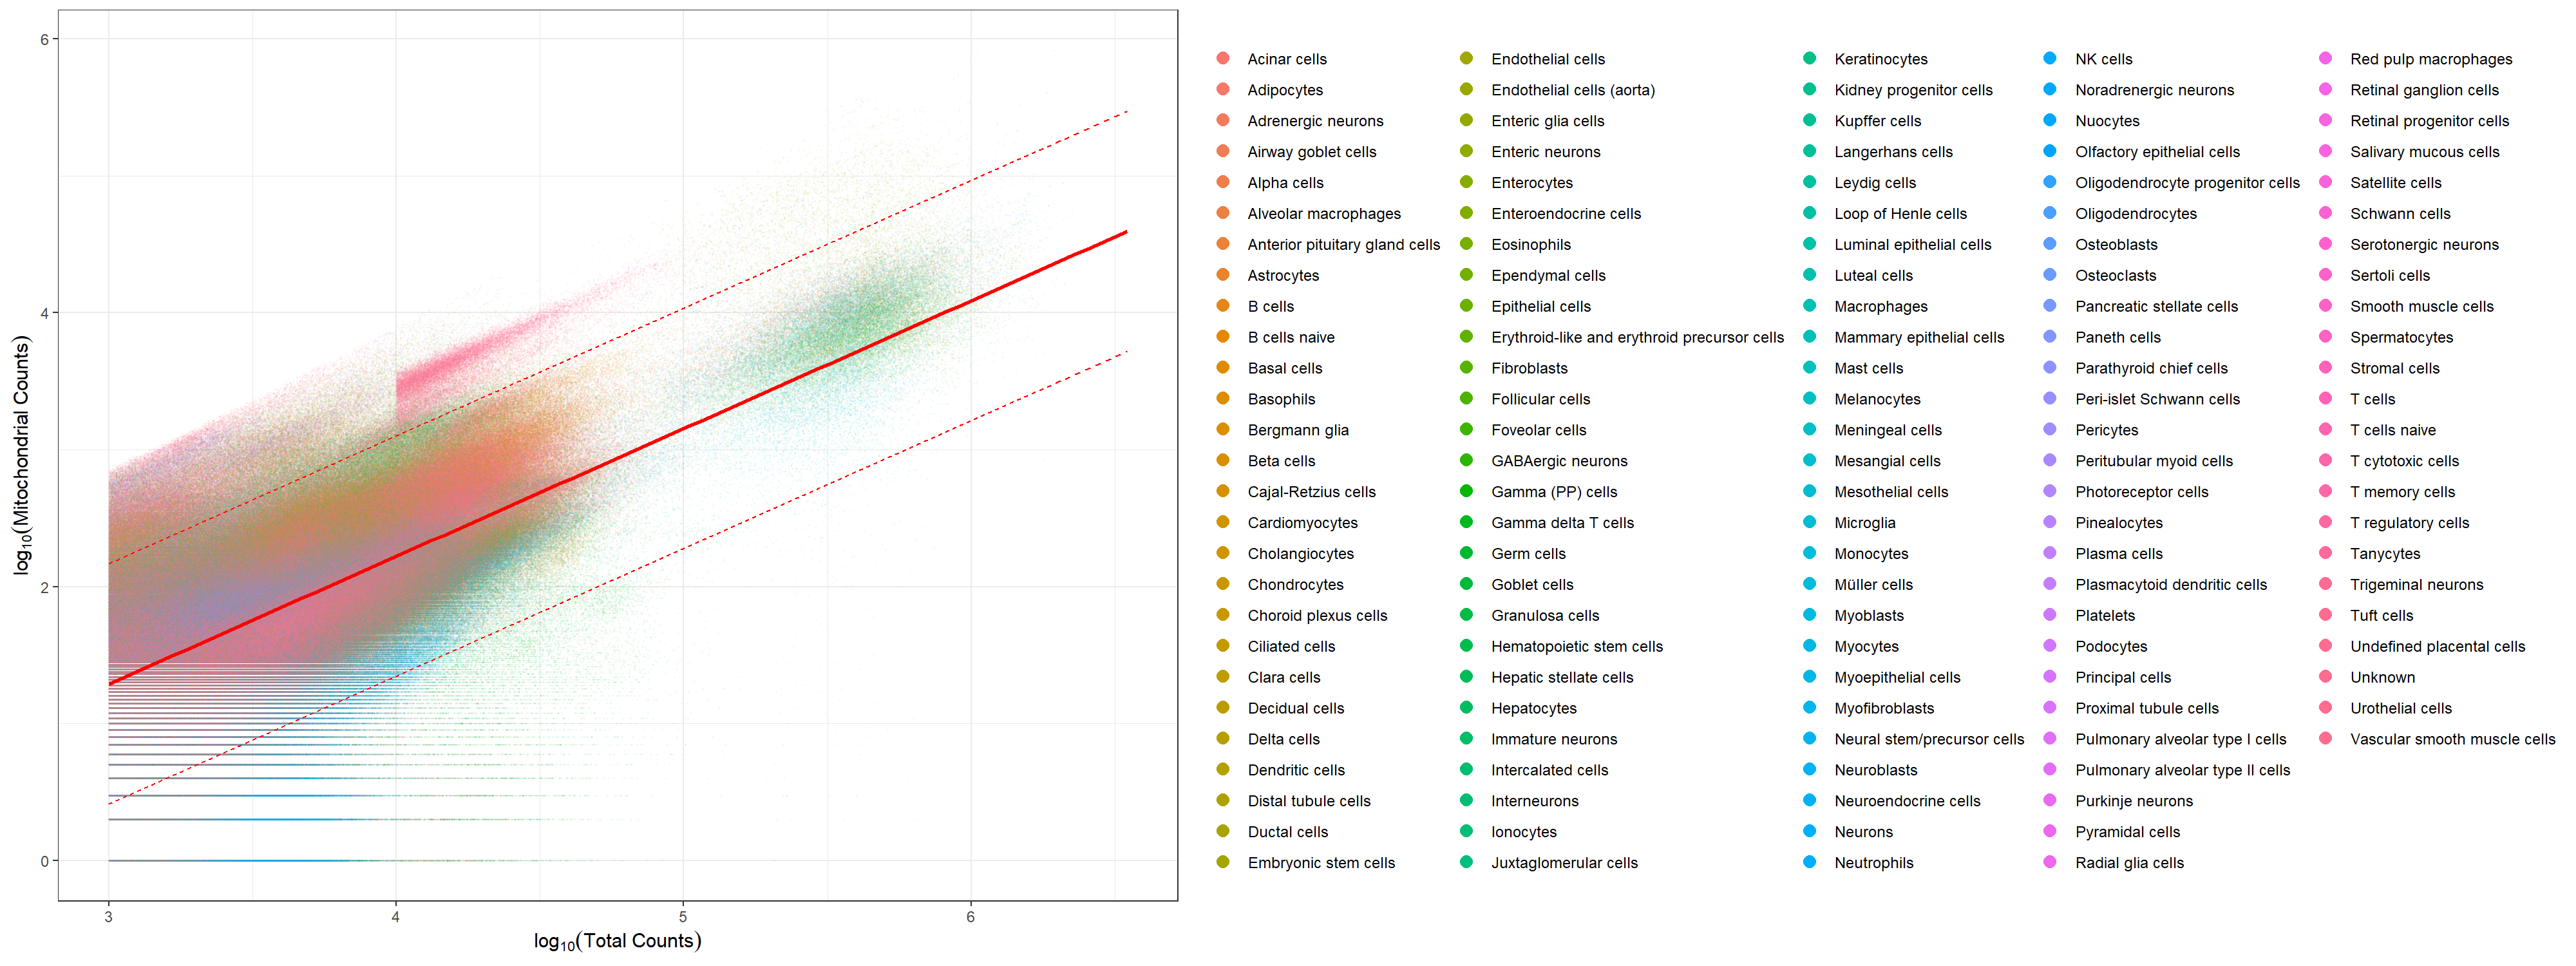 6
4
2
0
log10(Mitochondrial Counts)
3
4
5
6
log10(Total Counts)
Acinar cells
Adipocytes
Adrenergic neurons
Airway goblet cells
Alpha cells
Alveolar macrophages
Anterior pituitary gland cells
Astrocytes
B cells
B cells naive
Basal cells
Basophils
Bergmann glia
Beta cells
Cajal-Retzius cells
Cardiomyocytes
Cholangiocytes
Chondrocytes
Choroid plexus cells
Ciliated cells
Clara cells
Decidual cells
Delta cells
Dendritic cells
Distal tubule cells
Ductal cells
Embryonic stem cells
Endothelial cells
Endothelial cells (aorta)
Enteric glia cells
Enteric neurons
Enterocytes
Enteroendocrine cells
Eosinophils
Ependymal cells
Epithelial cells
Erythroid-like and erythroid precursor cells
Fibroblasts
Follicular cells
Foveolar cells
GABAergic neurons
Gamma (PP) cells
Gamma delta T cells
Germ cells
Goblet cells
Granulosa cells
Hematopoietic stem cells
Hepatic stellate cells
Hepatocytes
Immature neurons
Intercalated cells
Interneurons
Ionocytes
Juxtaglomerular cells
Keratinocytes
Kidney progenitor cells
Kupffer cells
Langerhans cells
Leydig cells
Loop of Henle cells
Luminal epithelial cells
Luteal cells
Macrophages
Mammary epithelial cells
Mast cells
Melanocytes
Meningeal cells
Mesangial cells
Mesothelial cells
Microglia
Monocytes
Müller cells
Myoblasts
Myocytes
Myoepithelial cells
Myofibroblasts
Neural stem/precursor cells
Neuroblasts
Neuroendocrine cells
Neurons
Neutrophils
NK cells
Noradrenergic neurons
Nuocytes
Olfactory epithelial cells
Oligodendrocyte progenitor cells
Oligodendrocytes
Osteoblasts
Osteoclasts
Pancreatic stellate cells
Paneth cells
Parathyroid chief cells
Peri-islet Schwann cells
Pericytes
Peritubular myoid cells
Photoreceptor cells
Pinealocytes
Plasma cells
Plasmacytoid dendritic cells
Platelets
Podocytes
Principal cells
Proximal tubule cells
Pulmonary alveolar type I cells
Pulmonary alveolar type II cells
Purkinje neurons
Pyramidal cells
Radial glia cells
Red pulp macrophages
Retinal ganglion cells
Retinal progenitor cells
Salivary mucous cells
Satellite cells
Schwann cells
Serotonergic neurons
Sertoli cells
Smooth muscle cells
Spermatocytes
Stromal cells
T cells
T cells naive
T cytotoxic cells
T memory cells
T regulatory cells
Tanycytes
Trigeminal neurons
Tuft cells
Undefined placental cells
Unknown
Urothelial cells
Vascular smooth muscle cells